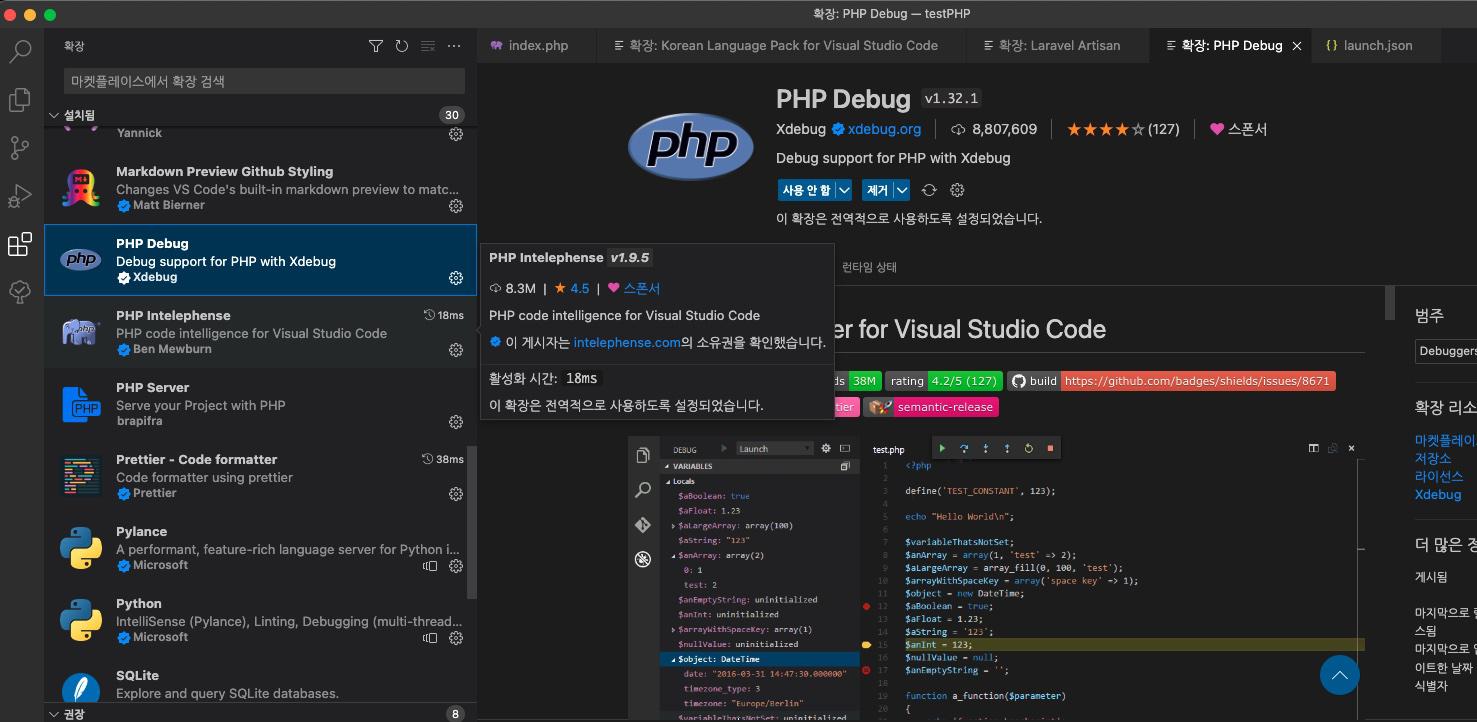 확장: PHP Debug — testPHP
확장
index.php
확장: Korean Language Pack for Visual Studio Code
확장: Laravel Artisan
확장: PHP Debug
{} launch.json
마켓플레이스에서 확장 검색
설치됨 30
Yannick
Markdown Preview Github Styling
Changes VS Code's built-in markdown preview to matc...
Matt Bierner
PHP Debug
Debug support for PHP with Xdebug
Xdebug
PHP Intelephense 18ms
PHP code intelligence for Visual Studio Code
Ben Mewburn
PHP Server
Serve your Project with PHP
brapifra
Prettier - Code formatter 38ms
Code formatter using prettier
Prettier
Pylance
A performant, feature-rich language server for Python i...
Microsoft
Python
IntelliSense (Pylance), Linting, Debugging (multi-thread...
Microsoft
SQLite
Explore and query SQLite databases.
권장 8
php
PHP Debug v1.32.1
Xdebug xdebug.org 8,807,609 ★★★★☆(127) 스폰서
Debug support for PHP with Xdebug
사용 안 함 제거
이 확장은 전역적으로 사용하도록 설정되었습니다.
런타임 상태
PHP Intelephense v1.9.5
8.3M | ★ 4.5 | 스폰서
PHP code intelligence for Visual Studio Code
이 게시자는 intelephense.com의 소유권을 확인했습니다.
활성화 시간: 18ms
이 확장은 전역적으로 사용하도록 설정되었습니다.
er for Visual Studio Code
ds 38M rating 4.2/5 (127) build https://github.com/badges/shields/issues/8671
tier semantic-release
DEBUG Launch
VARIABLES
Locals
$aBoolean: true
$aFloat: 1.23
$aLargeArray: array(100)
$aString: "123"
$anArray: array(2)
0: 1
test: 2
$anEmptyString: uninitialized
$anInt: uninitialized
$arrayWithSpaceKey: array(1)
$nullValue: uninitialized
$object: DateTime
date: "2016-03-31 14:47:30.000000"
timezone_type: 3
timezone: "Europe/Berlin"
$variableThatsNotSet: uninitialized
test.php
1 <?php
2
3 define('TEST_CONSTANT', 123);
4
5 echo "Hello World\n";
6
7 $variableThatsNotSet;
8 $anArray = array(1, 'test' => 2);
9 $aLargeArray = array_fill(0, 100, 'test');
10 $arrayWithSpaceKey = array('space key' => 1);
11 $object = new DateTime;
12 $aBoolean = true;
13 $aFloat = 1.23;
14 $aString = '123';
15 $anInt = 123;
16 $nullValue = null;
17 $anEmptyString = '';
18
19 function a_function($parameter)
20 {
범주
Debuggers
확장 리소
마켓플레이
저장소
라이선스
Xdebug
더 많은 정
게시됨
마지막으로 릴
스됨
마지막으로 업
이트한 날짜
식별자